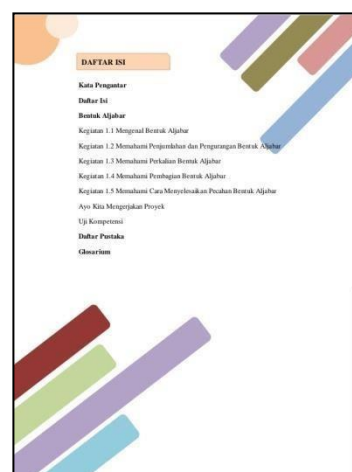 DAFTAR ISI
Kata Pengantar
Daftar Isi
Bentuk Aljabar
Kegiatan 1.1 Mengenal Bentuk Aljabar
Kegiatan 1.2 Memahami Penjumlahan dan Pengurangan Bentuk Aljabar
Kegiatan 1.3 Memahami Perkalian Bentuk Aljabar
Kegiatan 1.4 Memahami Pembagian Bentuk Aljabar
Kegiatan 1.5 Memahami Cara Menyelesaikan Pecahan Bentuk Aljabar
Ayo Kita Mengerjakan Proyek
Uji Kompetensi
Daftar Pustaka
Glosarium